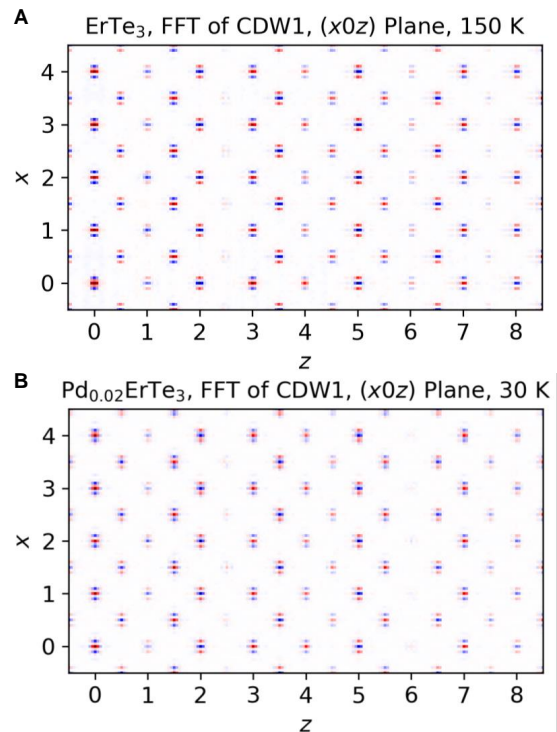 A
ErTe₃, FFT of CDW1, (x0z) Plane, 150 K
4
3
2
1
0
x
0 1 2 3 4 5 6 7 8
z
B
Pd₀.₀₂ErTe₃, FFT of CDW1, (x0z) Plane, 30 K
4
3
2
1
0
x
0 1 2 3 4 5 6 7 8
z